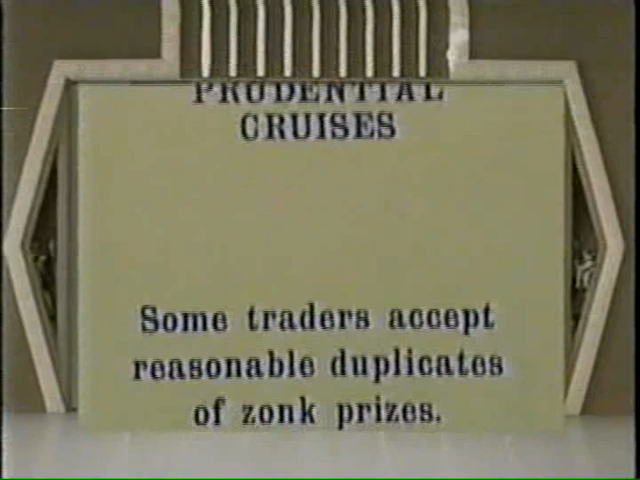 PRUDENTIAL
CRUISES
Some traders accept
reasonable duplicates
of zonk prizes.